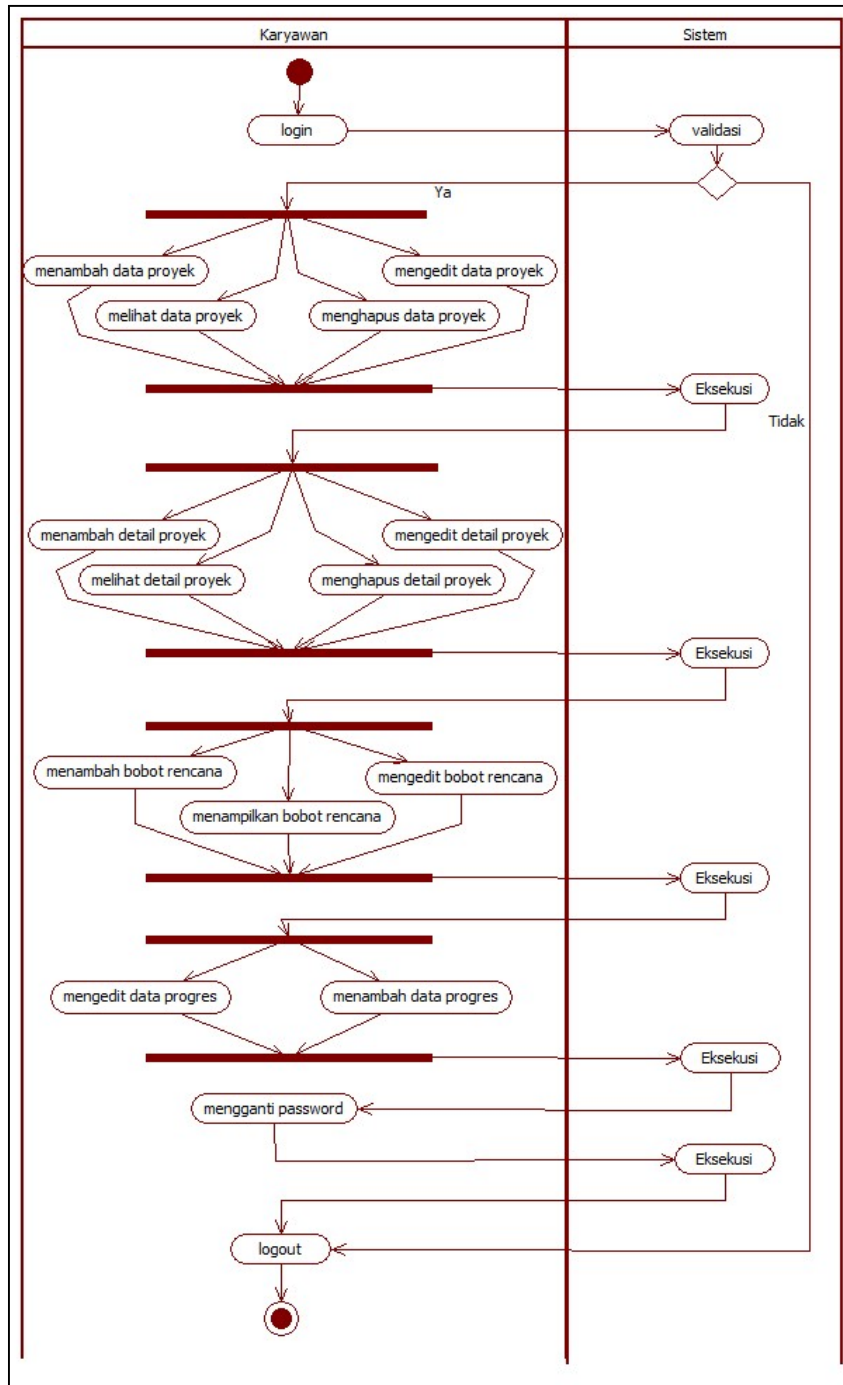 Karyawan
Sistem
login
validasi
Ya
menambah data proyek
mengedit data proyek
melihat data proyek
menghapus data proyek
Eksekusi
Tidak
menambah detail proyek
mengedit detail proyek
melihat detail proyek
menghapus detail proyek
Eksekusi
menambah bobot rencana
mengedit bobot rencana
menampilkan bobot rencana
Eksekusi
mengedit data progres
menambah data progres
Eksekusi
mengganti password
Eksekusi
logout